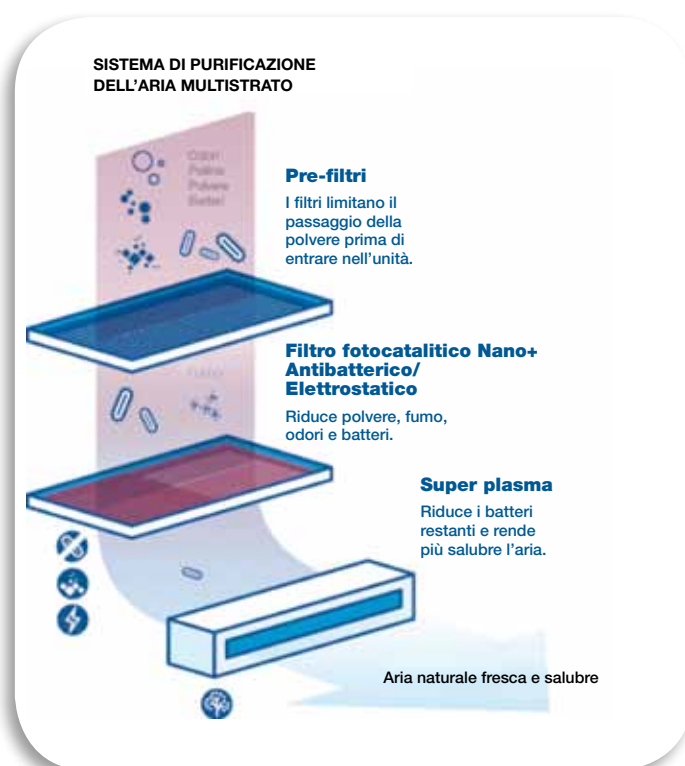 SISTEMA DI PURIFICAZIONE
DELL'ARIA MULTISTRATO
Odori
Polline
Polvere
Batteri
Pre-filtri
I filtri limitano il
passaggio della
polvere prima di
entrare nell'unità.
Filtro fotocatalitico Nano+
Antibatterico/
Elettrostatico
Riduce polvere, fumo,
odori e batteri.
Super plasma
Riduce i batteri
restanti e rende
più salubre l'aria.
Aria naturale fresca e salubre